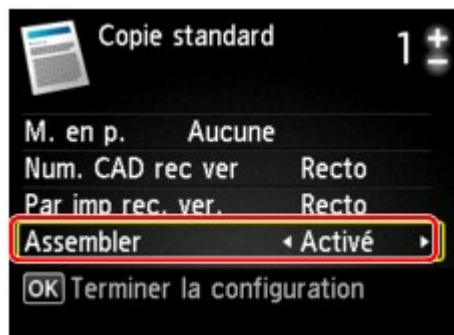 Copie standard
1
M. en p. Aucune
Num. CAD rec ver Recto
Par imp rec. ver. Recto
Assembler Activé
OK Terminer la configuration